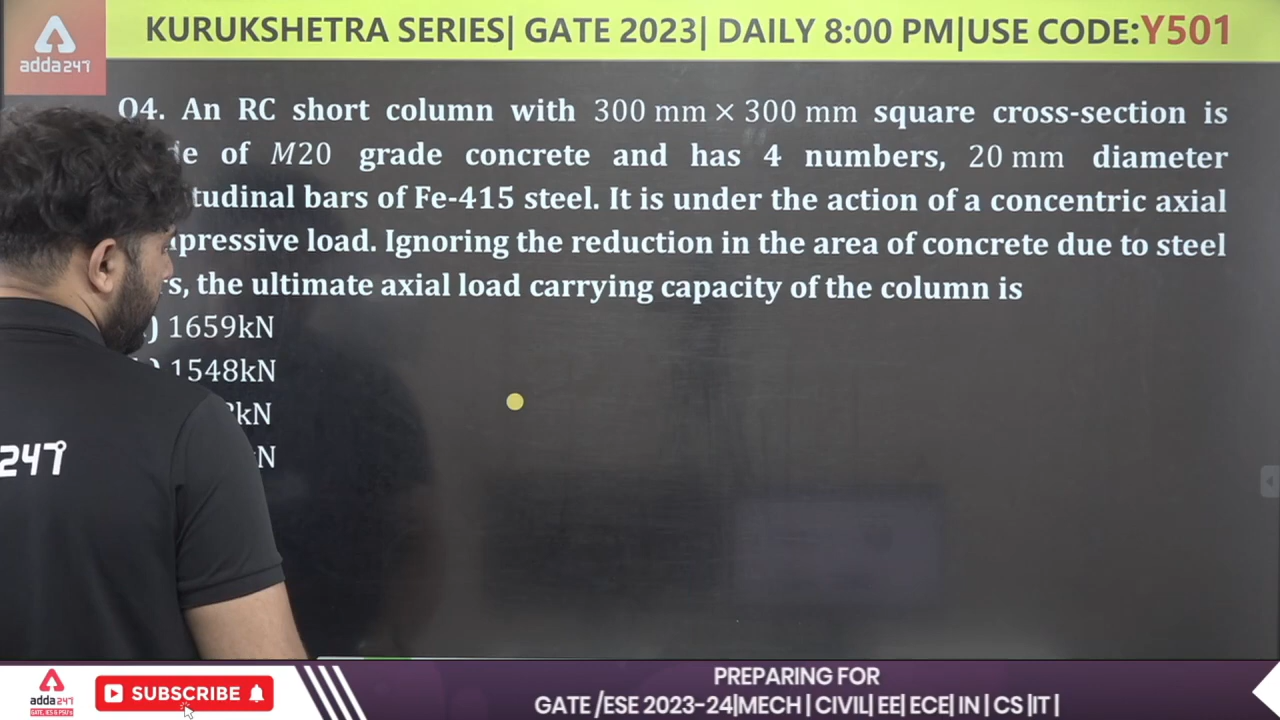 KURUKSHETRA SERIES| GATE 2023| DAILY 8:00 PM|USE CODE:Y501
adda247
Q4. An RC short column with 300 mm × 300 mm square cross-section is
of M20 grade concrete and has 4 numbers, 20 mm diameter
bars of Fe-415 steel. It is under the action of a concentric axial
load. Ignoring the reduction in the area of concrete due to steel
the ultimate axial load carrying capacity of the column is
1659kN
1548kN
kN
247
adda247
GATE, IES & PSU's
SUBSCRIBE
PREPARING FOR
GATE /ESE 2023-24|MECH | CIVIL| EE| ECE| IN | CS |IT |